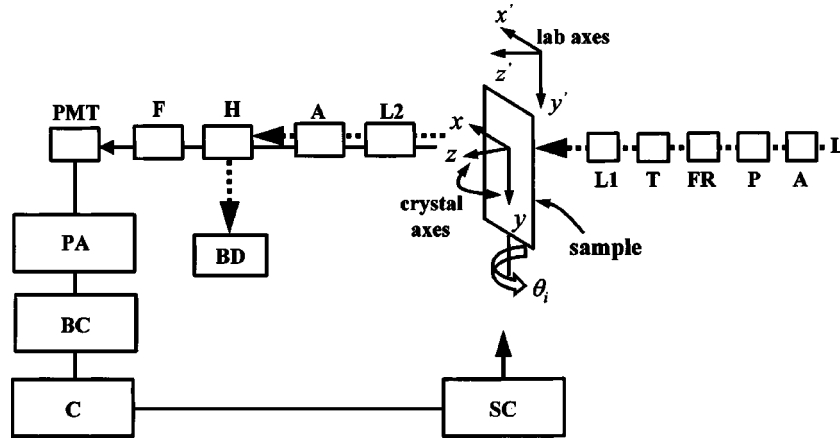 x'
lab axes
z'
y'
PMT
F
H
A
L2
x
z
y
L1
T
FR
P
A
L
crystal
axes
sample
θi
PA
BD
BC
C
SC